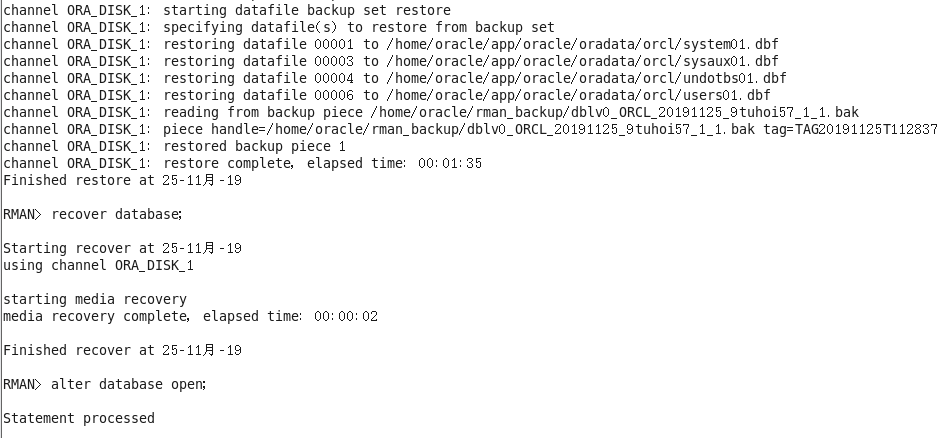 channel ORA_DISK_1: starting datafile backup set restore
channel ORA_DISK_1: specifying datafile(s) to restore from backup set
channel ORA_DISK_1: restoring datafile 00001 to /home/oracle/app/oracle/oradata/orcl/system01.dbf
channel ORA_DISK_1: restoring datafile 00003 to /home/oracle/app/oracle/oradata/orcl/sysaux01.dbf
channel ORA_DISK_1: restoring datafile 00004 to /home/oracle/app/oracle/oradata/orcl/undotbs01.dbf
channel ORA_DISK_1: restoring datafile 00006 to /home/oracle/app/oracle/oradata/orcl/users01.dbf
channel ORA_DISK_1: reading from backup piece /home/oracle/rman_backup/dblv0_ORCL_20191125_9tuhoi57_1_1.bak
channel ORA_DISK_1: piece handle=/home/oracle/rman_backup/dblv0_ORCL_20191125_9tuhoi57_1_1.bak tag=TAG20191125T112837
channel ORA_DISK_1: restored backup piece 1
channel ORA_DISK_1: restore complete, elapsed time: 00:01:35
Finished restore at 25-11月-19
RMAN> recover database;
Starting recover at 25-11月-19
using channel ORA_DISK_1
starting media recovery
media recovery complete, elapsed time: 00:00:02
Finished recover at 25-11月-19
RMAN> alter database open;
Statement processed